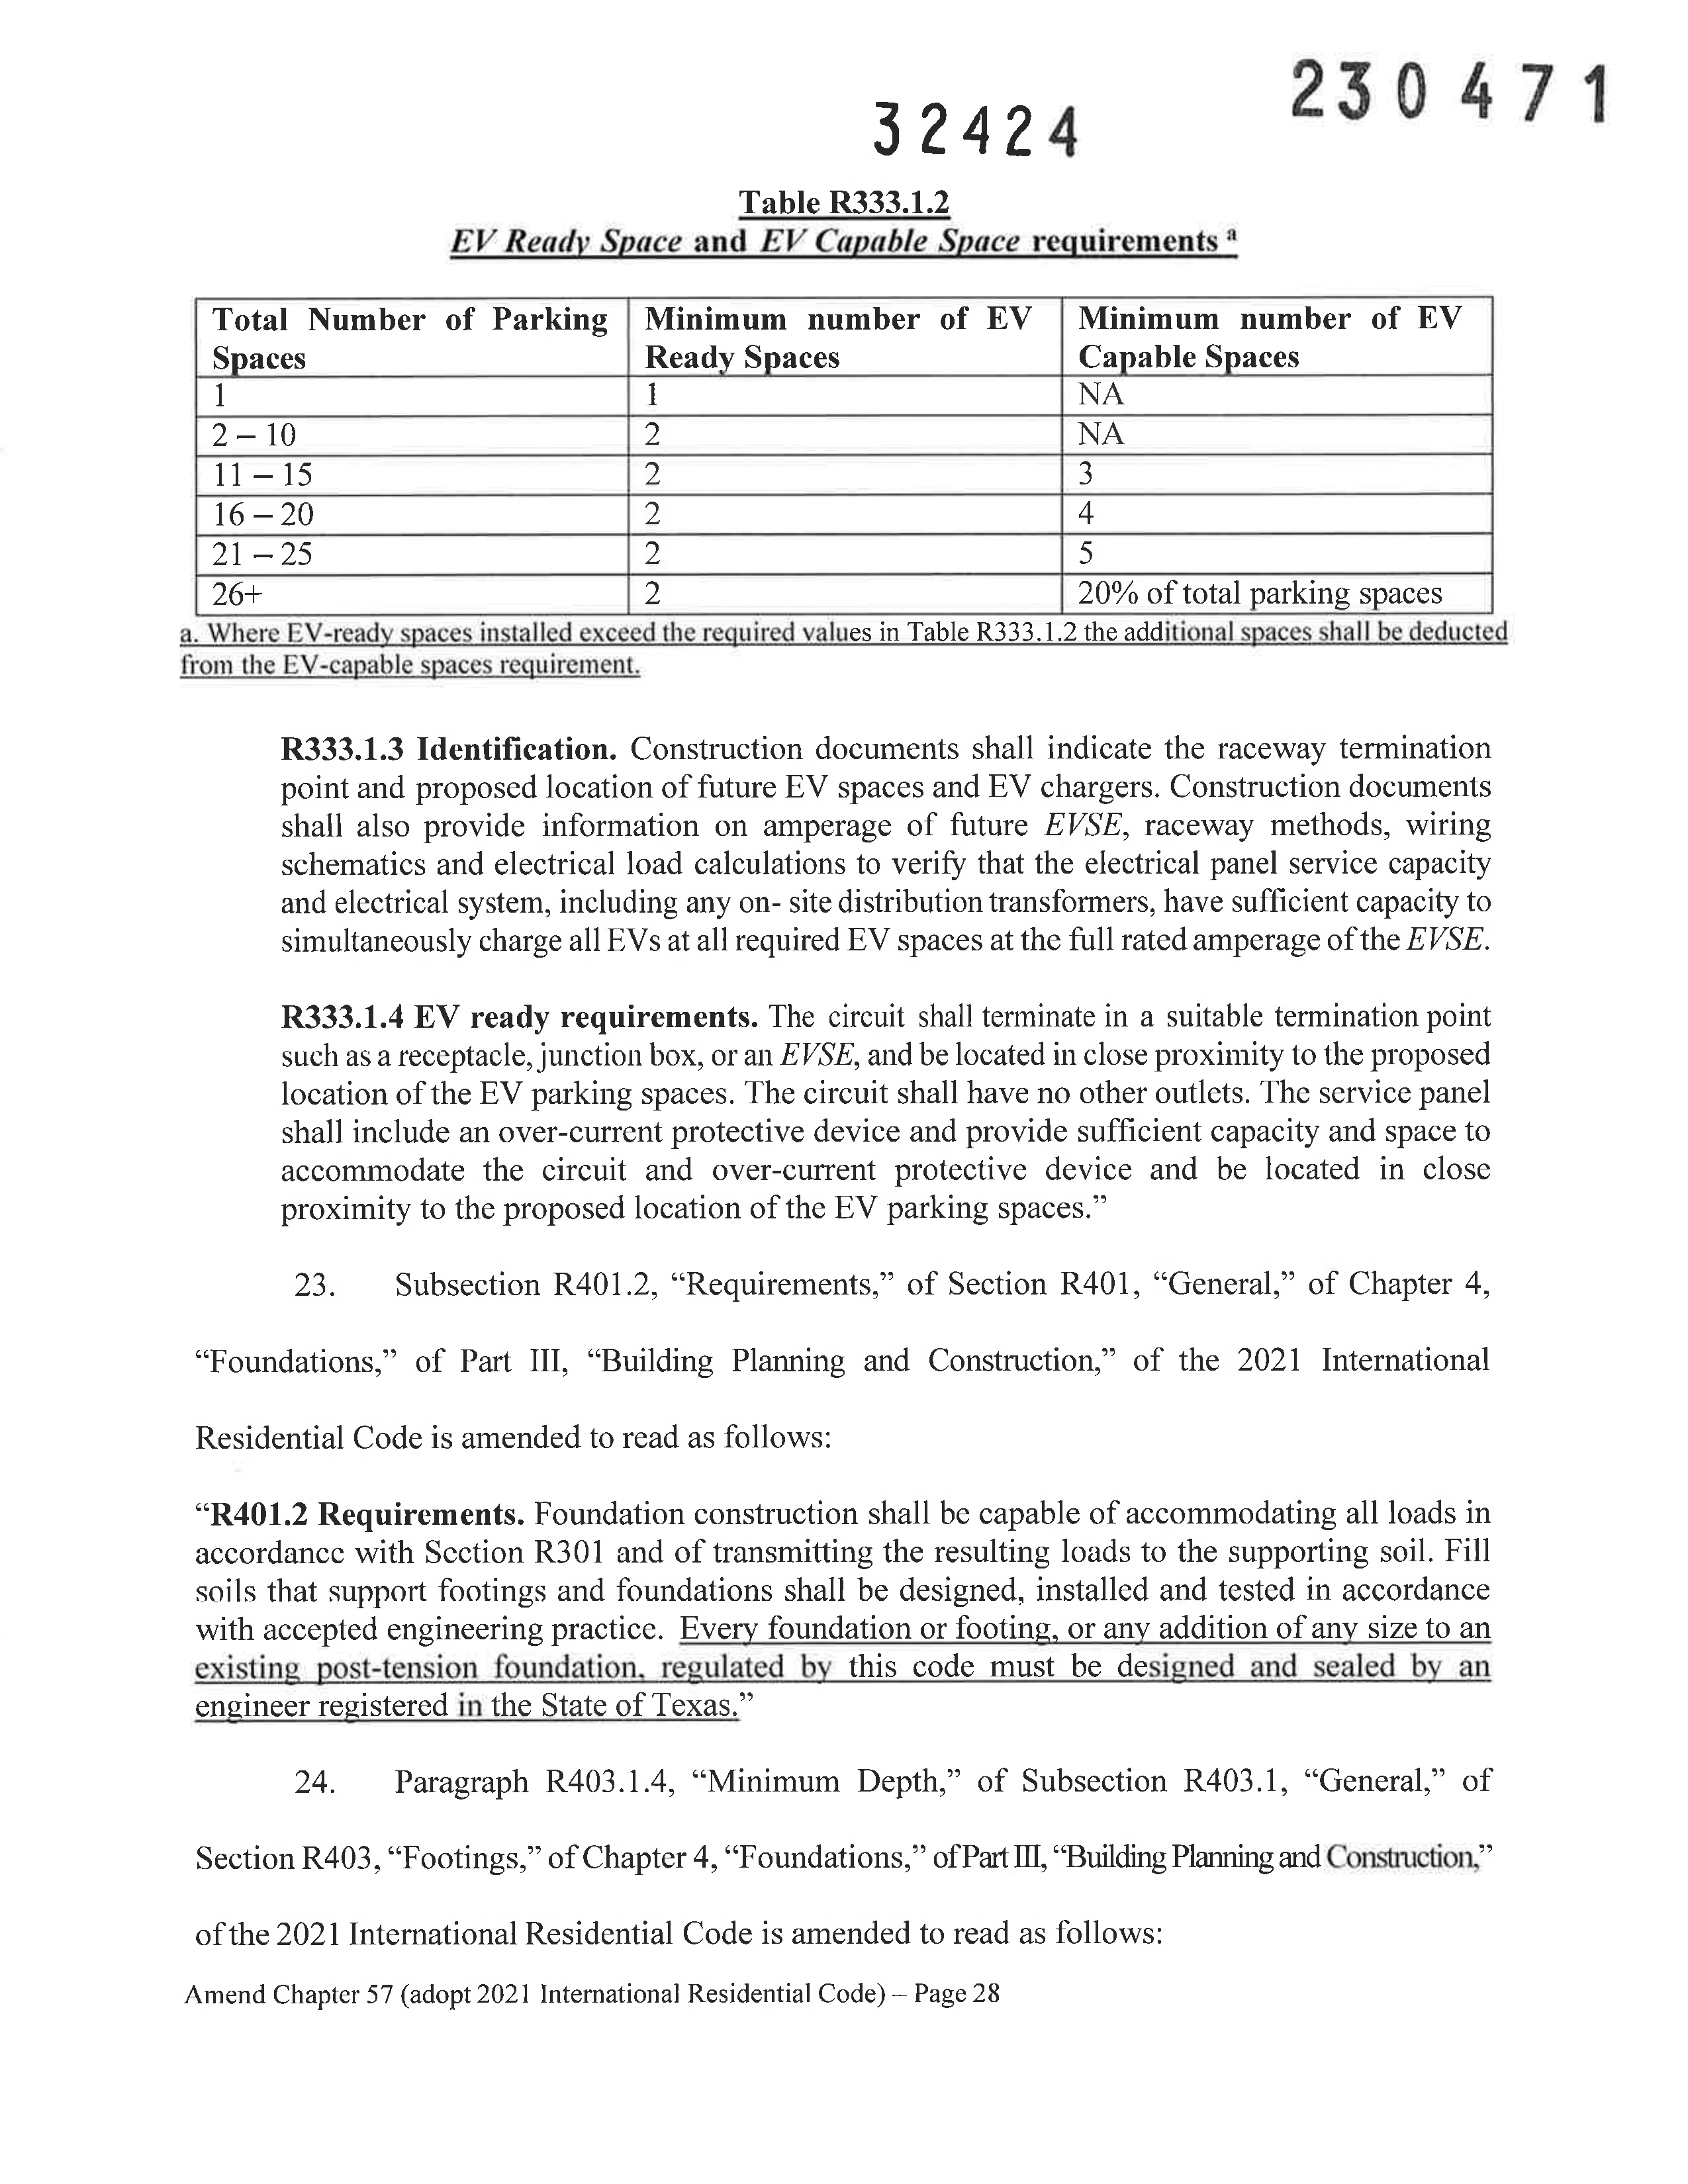 230471
32424
Table R333.1.2
EV Ready Space and EV Capable Space requirements a
Total Number of Parking Spaces | Minimum number of EV Ready Spaces | Minimum number of EV Capable Spaces
1 | 1 | NA
2 – 10 | 2 | NA
11 – 15 | 2 | 3
16 – 20 | 2 | 4
21 – 25 | 2 | 5
26+ | 2 | 20% of total parking spaces
a. Where EV-ready spaces installed exceed the required values in Table R333.1.2 the additional spaces shall be deducted
from the EV-capable spaces requirement.
R333.1.3 Identification. Construction documents shall indicate the raceway termination
point and proposed location of future EV spaces and EV chargers. Construction documents
shall also provide information on amperage of future EVSE, raceway methods, wiring
schematics and electrical load calculations to verify that the electrical panel service capacity
and electrical system, including any on- site distribution transformers, have sufficient capacity to
simultaneously charge all EVs at all required EV spaces at the full rated amperage of the EVSE.
R333.1.4 EV ready requirements. The circuit shall terminate in a suitable termination point
such as a receptacle, junction box, or an EVSE, and be located in close proximity to the proposed
location of the EV parking spaces. The circuit shall have no other outlets. The service panel
shall include an over-current protective device and provide sufficient capacity and space to
accommodate the circuit and over-current protective device and be located in close
proximity to the proposed location of the EV parking spaces.”
23. Subsection R401.2, “Requirements,” of Section R401, “General,” of Chapter 4,
“Foundations,” of Part III, “Building Planning and Construction,” of the 2021 International
Residential Code is amended to read as follows:
“R401.2 Requirements. Foundation construction shall be capable of accommodating all loads in
accordance with Section R301 and of transmitting the resulting loads to the supporting soil. Fill
soils that support footings and foundations shall be designed, installed and tested in accordance
with accepted engineering practice. Every foundation or footing, or any addition of any size to an
existing post-tension foundation, regulated by this code must be designed and sealed by an
engineer registered in the State of Texas.”
24. Paragraph R403.1.4, “Minimum Depth,” of Subsection R403.1, “General,” of
Section R403, “Footings,” of Chapter 4, “Foundations,” of Part III, “Building Planning and Construction,”
of the 2021 International Residential Code is amended to read as follows:
Amend Chapter 57 (adopt 2021 International Residential Code) – Page 28